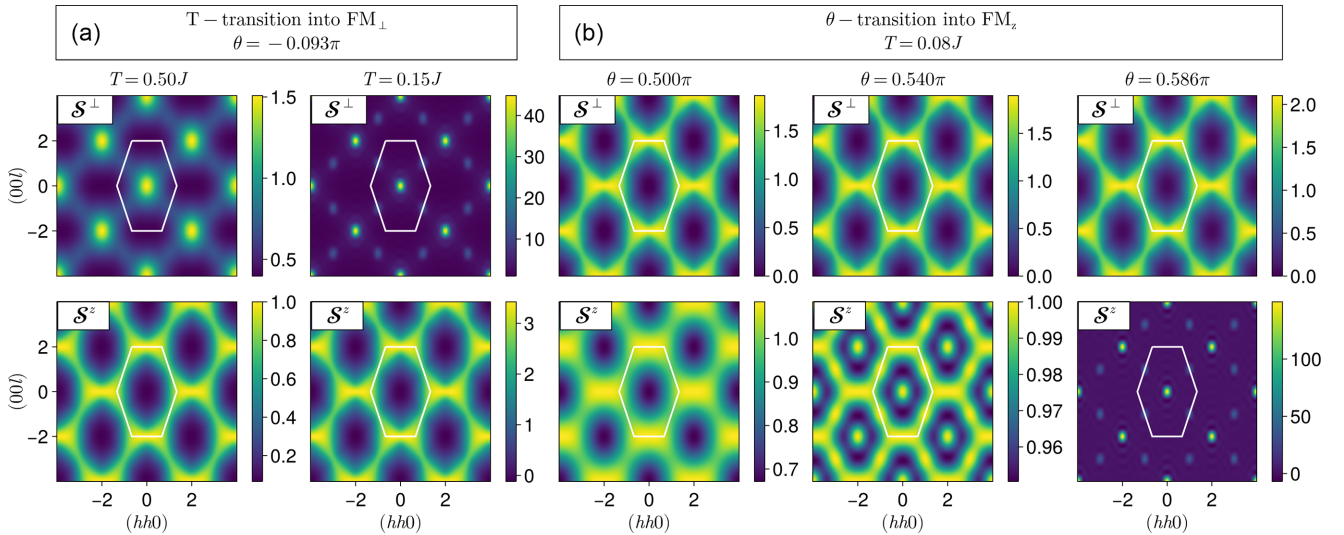 (a)
T − transition into FM⊥
θ = −0.093π
(b)
θ − transition into FM_z
T = 0.08J
T = 0.50J
T = 0.15J
θ = 0.500π
θ = 0.540π
θ = 0.586π
(00l)
2
0
−2
𝓢⊥
1.5
1.0
0.5
𝓢⊥
40
30
20
10
𝓢⊥
1.5
1.0
0.5
0.0
𝓢⊥
1.5
1.0
0.5
0.0
𝓢⊥
2.0
1.5
1.0
0.5
0.0
(00l)
2
0
−2
𝓢ᶻ
1.0
0.8
0.6
0.4
0.2
𝓢ᶻ
3
2
1
0
𝓢ᶻ
1.0
0.9
0.8
0.7
𝓢ᶻ
1.00
0.99
0.98
0.97
0.96
𝓢ᶻ
100
50
0
−2 0 2
−2 0 2
−2 0 2
−2 0 2
−2 0 2
(hh0)
(hh0)
(hh0)
(hh0)
(hh0)